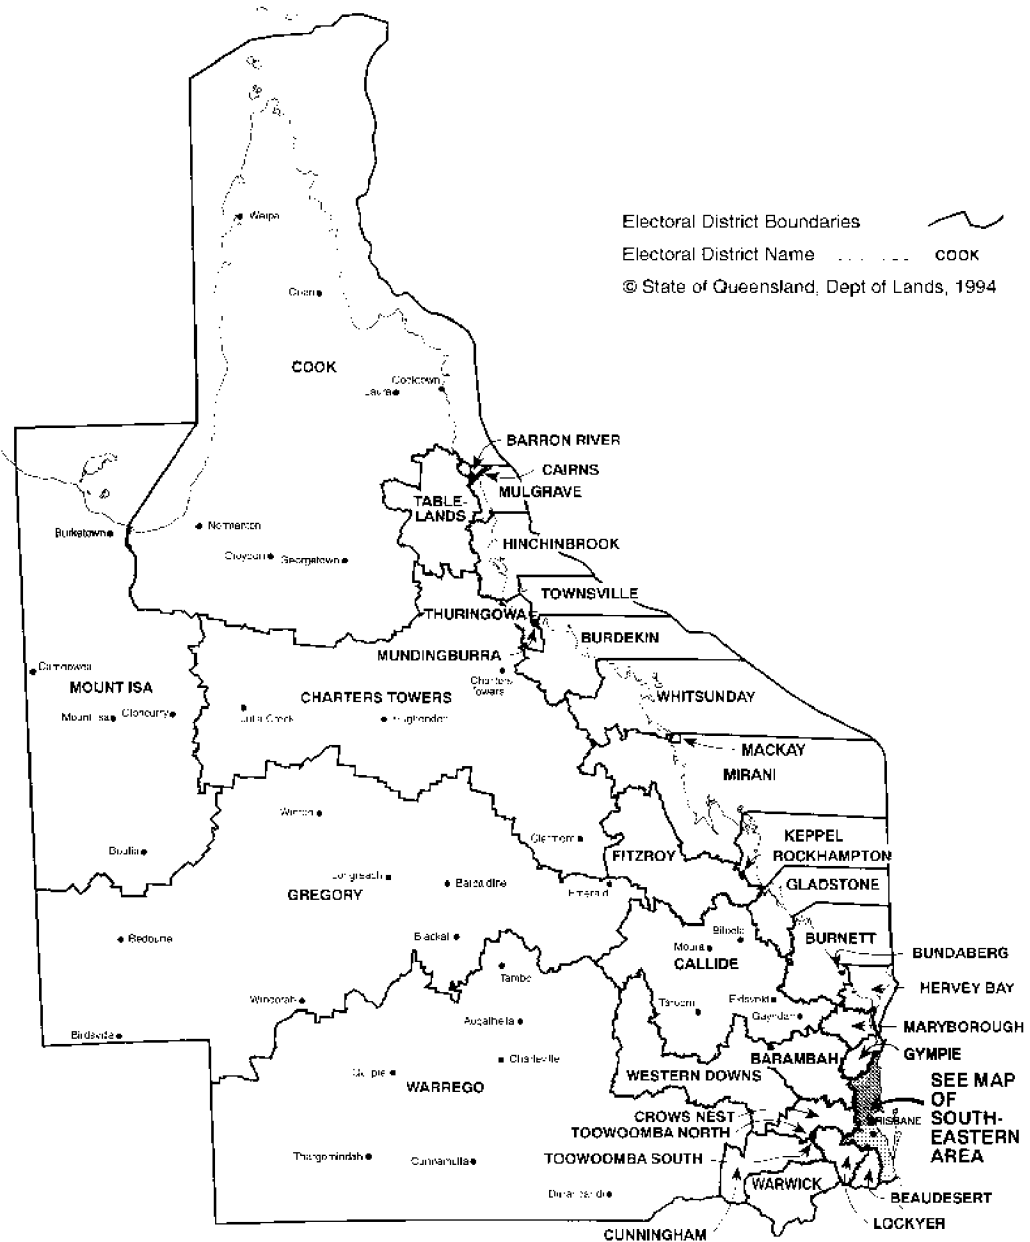 Weipa
Electoral District Boundaries
Electoral District Name COOK
© State of Queensland, Dept of Lands, 1994
Coen
COOK
Cooktown
Laura
BARRON RIVER
CAIRNS
MULGRAVE
TABLE-
LANDS
Normanton
Burketown
HINCHINBROOK
Croydon
Georgetown
TOWNSVILLE
THURINGOWA
BURDEKIN
MUNDINGBURRA
Camooweal
Charters
Towers
MOUNT ISA
CHARTERS TOWERS
WHITSUNDAY
Mount Isa
Cloncurry
Julia Creek
Hughenden
MACKAY
MIRANI
Winton
Clermont
KEPPEL
Boulia
FITZROY
ROCKHAMPTON
Longreach
Barcaldine
GLADSTONE
GREGORY
Emerald
Bedourie
Blackall
Biloela
Moura
BURNETT
CALLIDE
BUNDABERG
Tambo
HERVEY BAY
Windorah
Taroom
Eidsvold
Gayndah
Augathella
MARYBOROUGH
Birdsville
GYMPIE
Charleville
BARAMBAH
Quilpie
WARREGO
WESTERN DOWNS
SEE MAP
OF
SOUTH-
EASTERN
AREA
CROWS NEST
BRISBANE
TOOWOOMBA NORTH
Thargomindah
Cunnamulla
TOOWOOMBA SOUTH
WARWICK
Dirranbandi
BEAUDESERT
LOCKYER
CUNNINGHAM